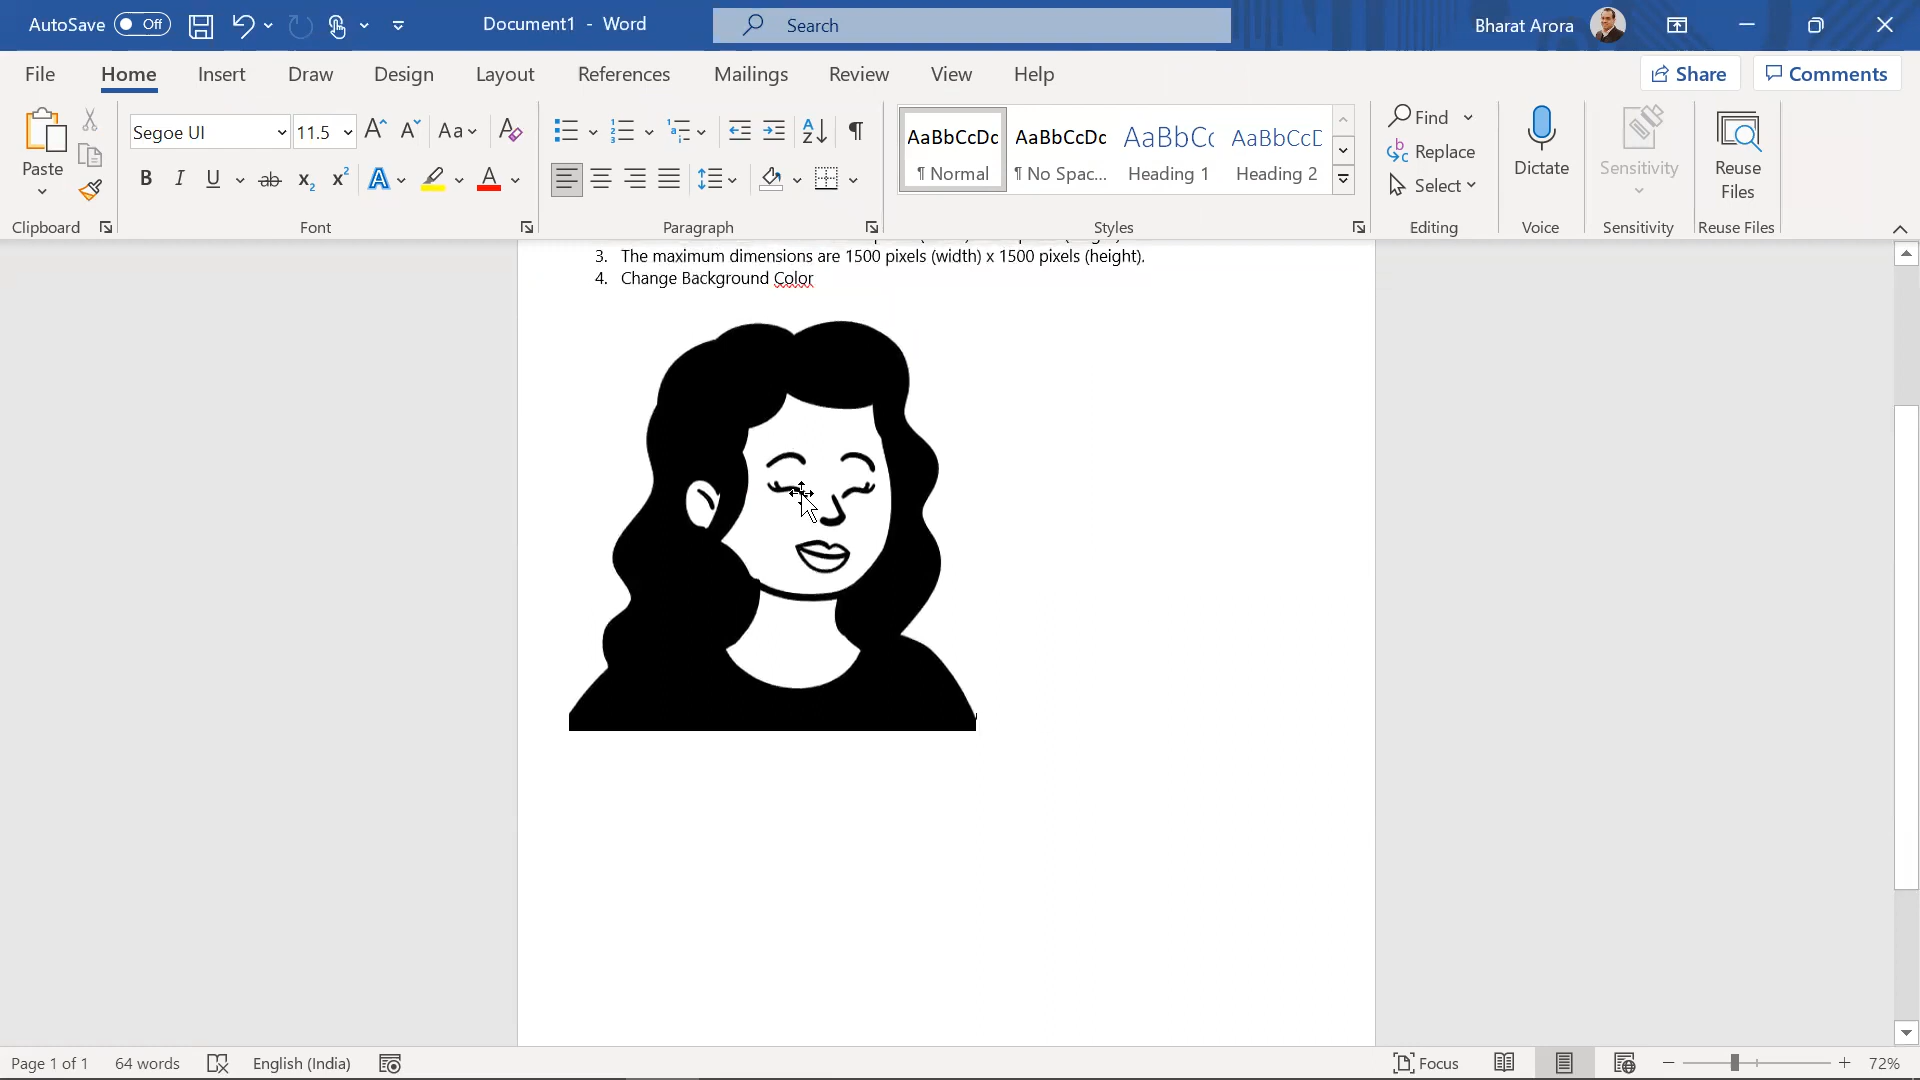 AutoSave Off
Document1 - Word
Search
Bharat Arora
File Home Insert Draw Design Layout References Mailings Review View Help
Share Comments
Paste
Clipboard
Segoe UI 11.5
Aa
Font
Paragraph
AaBbCcDc ¶ Normal
AaBbCcDc ¶ No Spac...
AaBbCc Heading 1
AaBbCcE Heading 2
Styles
Find
Replace
Select
Editing
Dictate
Voice
Sensitivity
Sensitivity
Reuse Files
Reuse Files
3. The maximum dimensions are 1500 pixels (width) x 1500 pixels (height).
4. Change Background Color
Page 1 of 1 64 words English (India) Focus 72%